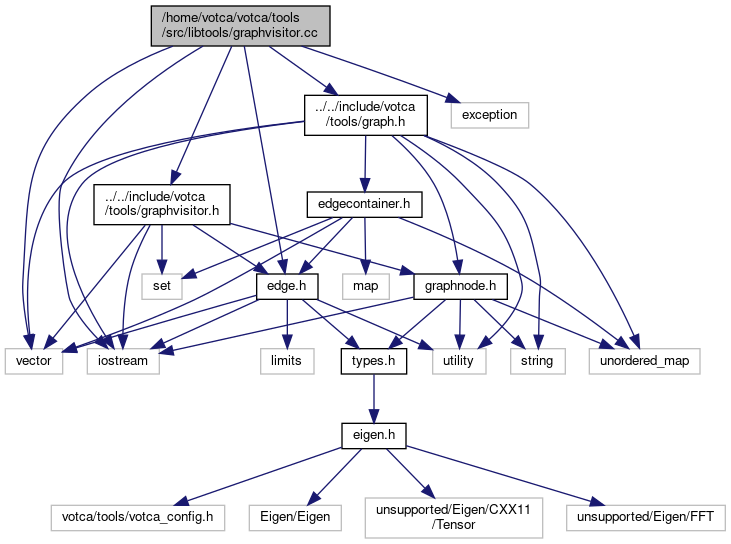 /home/votca/votca/tools
/src/libtools/graphvisitor.cc
../../include/votca
/tools/graph.h
exception
../../include/votca
/tools/graphvisitor.h
edgecontainer.h
set
edge.h
map
graphnode.h
vector
iostream
limits
types.h
utility
string
unordered_map
eigen.h
votca/tools/votca_config.h
Eigen/Eigen
unsupported/Eigen/CXX11
/Tensor
unsupported/Eigen/FFT